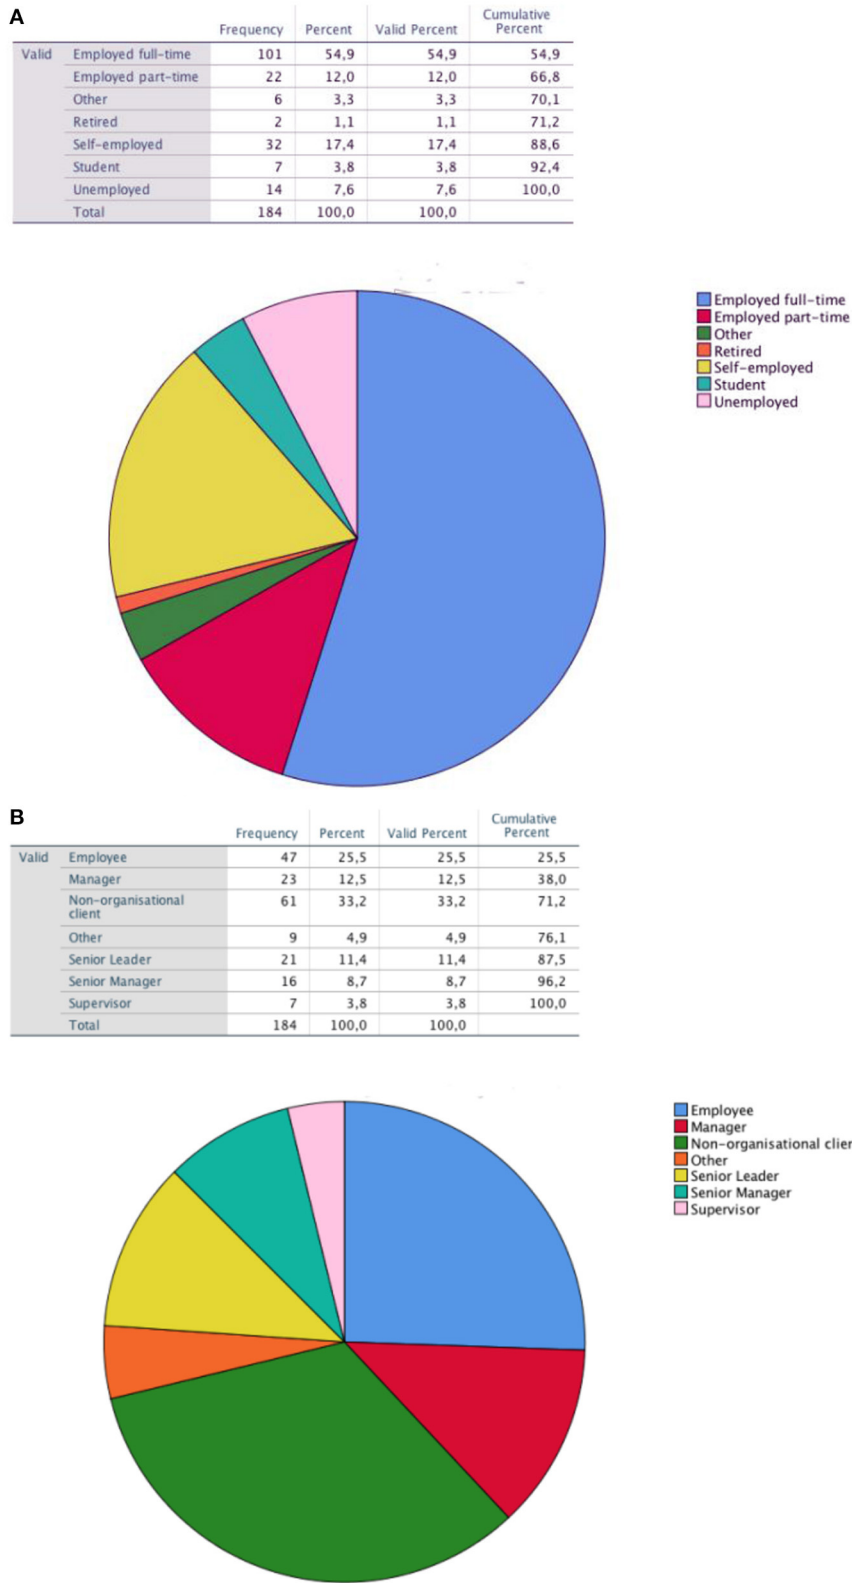 A
Frequency Percent Valid Percent Cumulative Percent
Valid Employed full-time 101 54,9 54,9 54,9
Employed part-time 22 12,0 12,0 66,8
Other 6 3,3 3,3 70,1
Retired 2 1,1 1,1 71,2
Self-employed 32 17,4 17,4 88,6
Student 7 3,8 3,8 92,4
Unemployed 14 7,6 7,6 100,0
Total 184 100,0 100,0
Employed full-time
Employed part-time
Other
Retired
Self-employed
Student
Unemployed
B
Frequency Percent Valid Percent Cumulative Percent
Valid Employee 47 25,5 25,5 25,5
Manager 23 12,5 12,5 38,0
Non-organisational client 61 33,2 33,2 71,2
Other 9 4,9 4,9 76,1
Senior Leader 21 11,4 11,4 87,5
Senior Manager 16 8,7 8,7 96,2
Supervisor 7 3,8 3,8 100,0
Total 184 100,0 100,0
Employee
Manager
Non-organisational clier
Other
Senior Leader
Senior Manager
Supervisor